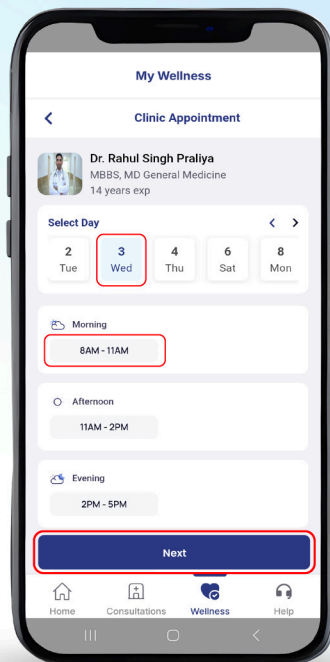 My Wellness
Clinic Appointment
Dr. Rahul Singh Praliya
MBBS, MD General Medicine
14 years exp
Select Day
2 3 4 6 8
Tue Wed Thu Sat Mon
Morning
8AM - 11AM
Afternoon
11AM - 2PM
Evening
2PM - 5PM
Next
Home Consultations Wellness Help